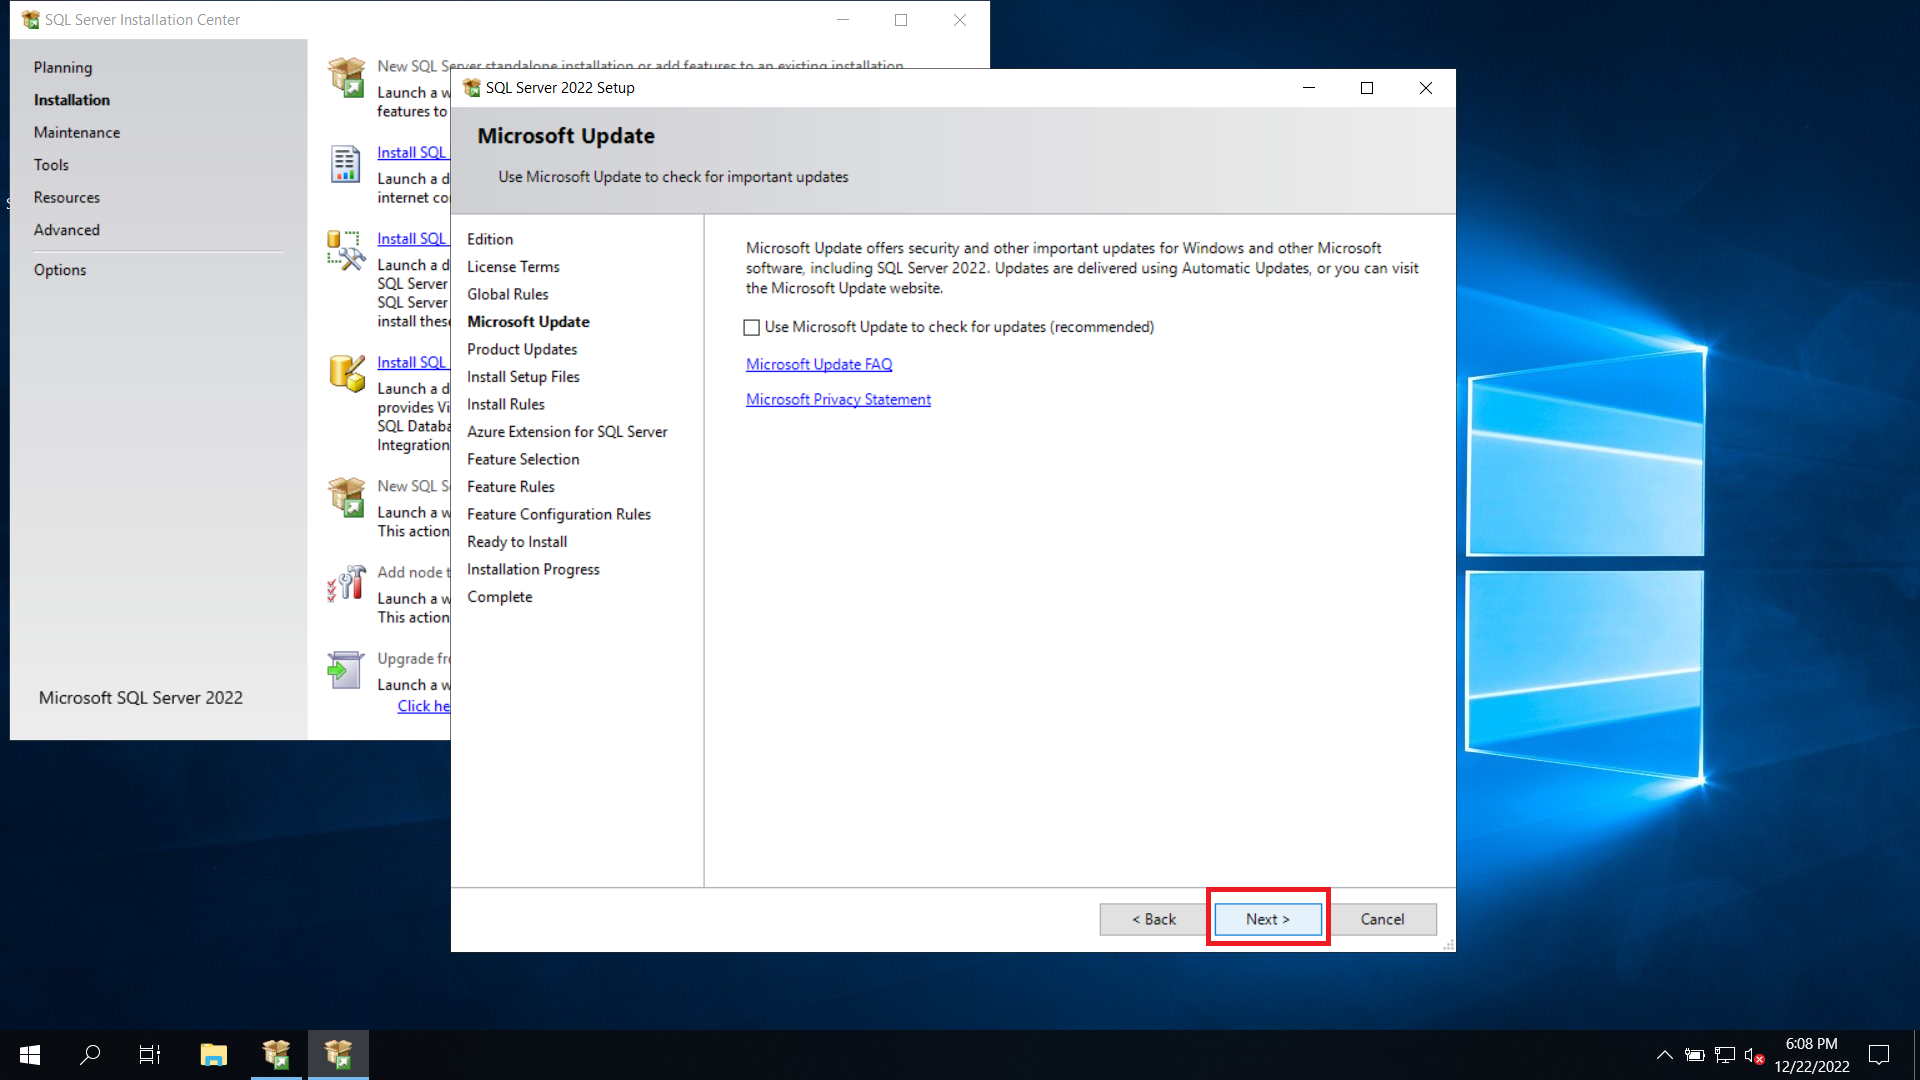 SQL Server Installation Center
Planning
Installation
Maintenance
Tools
Resources
Advanced
Options
Microsoft SQL Server 2022
New SQL Server standalone installation or add features to an existing installation
Launch a w
features to
Install SQL
Launch a d
internet co
Install SQL
Launch a d
SQL Server
SQL Server
install these
Install SQL
Launch a d
provides Vi
SQL Databa
Integration
New SQL S
Launch a w
This action
Add node t
Launch a w
This action
Upgrade fr
Launch a w
Click he
SQL Server 2022 Setup
Microsoft Update
Use Microsoft Update to check for important updates
Edition
License Terms
Global Rules
Microsoft Update
Product Updates
Install Setup Files
Install Rules
Azure Extension for SQL Server
Feature Selection
Feature Rules
Feature Configuration Rules
Ready to Install
Installation Progress
Complete
Microsoft Update offers security and other important updates for Windows and other Microsoft
software, including SQL Server 2022. Updates are delivered using Automatic Updates, or you can visit
the Microsoft Update website.
Use Microsoft Update to check for updates (recommended)
Microsoft Update FAQ
Microsoft Privacy Statement
< Back
Next >
Cancel
6:08 PM
12/22/2022